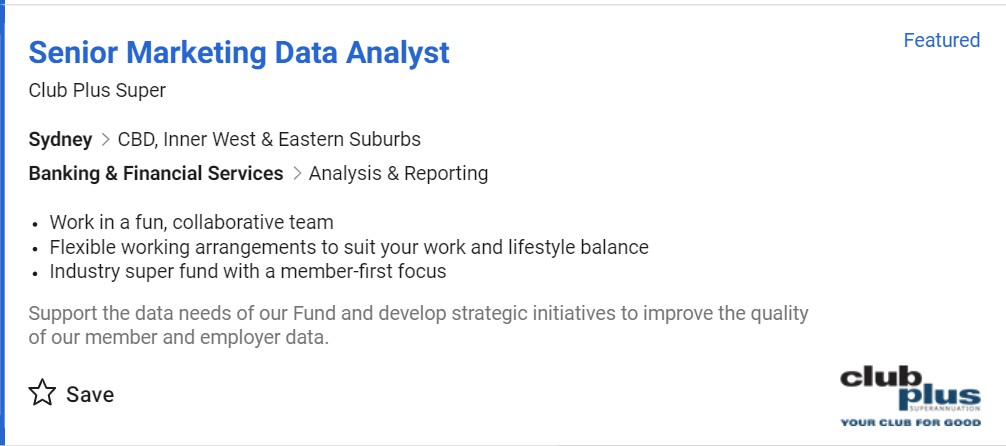 Senior Marketing Data Analyst
Featured
Club Plus Super
Sydney > CBD, Inner West & Eastern Suburbs
Banking & Financial Services > Analysis & Reporting
• Work in a fun, collaborative team
• Flexible working arrangements to suit your work and lifestyle balance
• Industry super fund with a member-first focus
Support the data needs of our Fund and develop strategic initiatives to improve the quality
of our member and employer data.
Save
club
plus
SUPERANNUATION
YOUR CLUB FOR GOOD